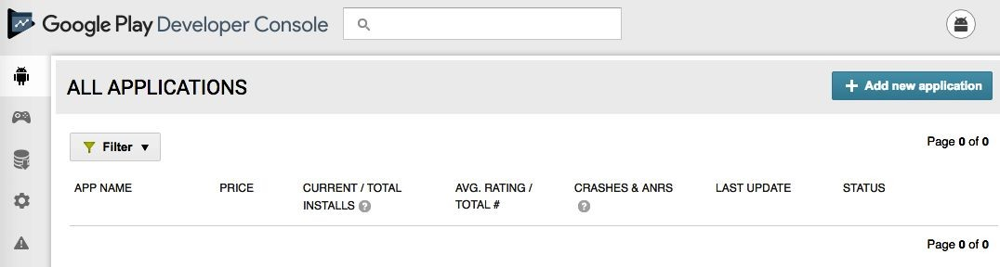 Google Play Developer Console
ALL APPLICATIONS
+ Add new application
Filter
Page 0 of 0
APP NAME
PRICE
CURRENT / TOTAL
INSTALLS ?
AVG. RATING /
TOTAL #
CRASHES & ANRS
?
LAST UPDATE
STATUS
Page 0 of 0